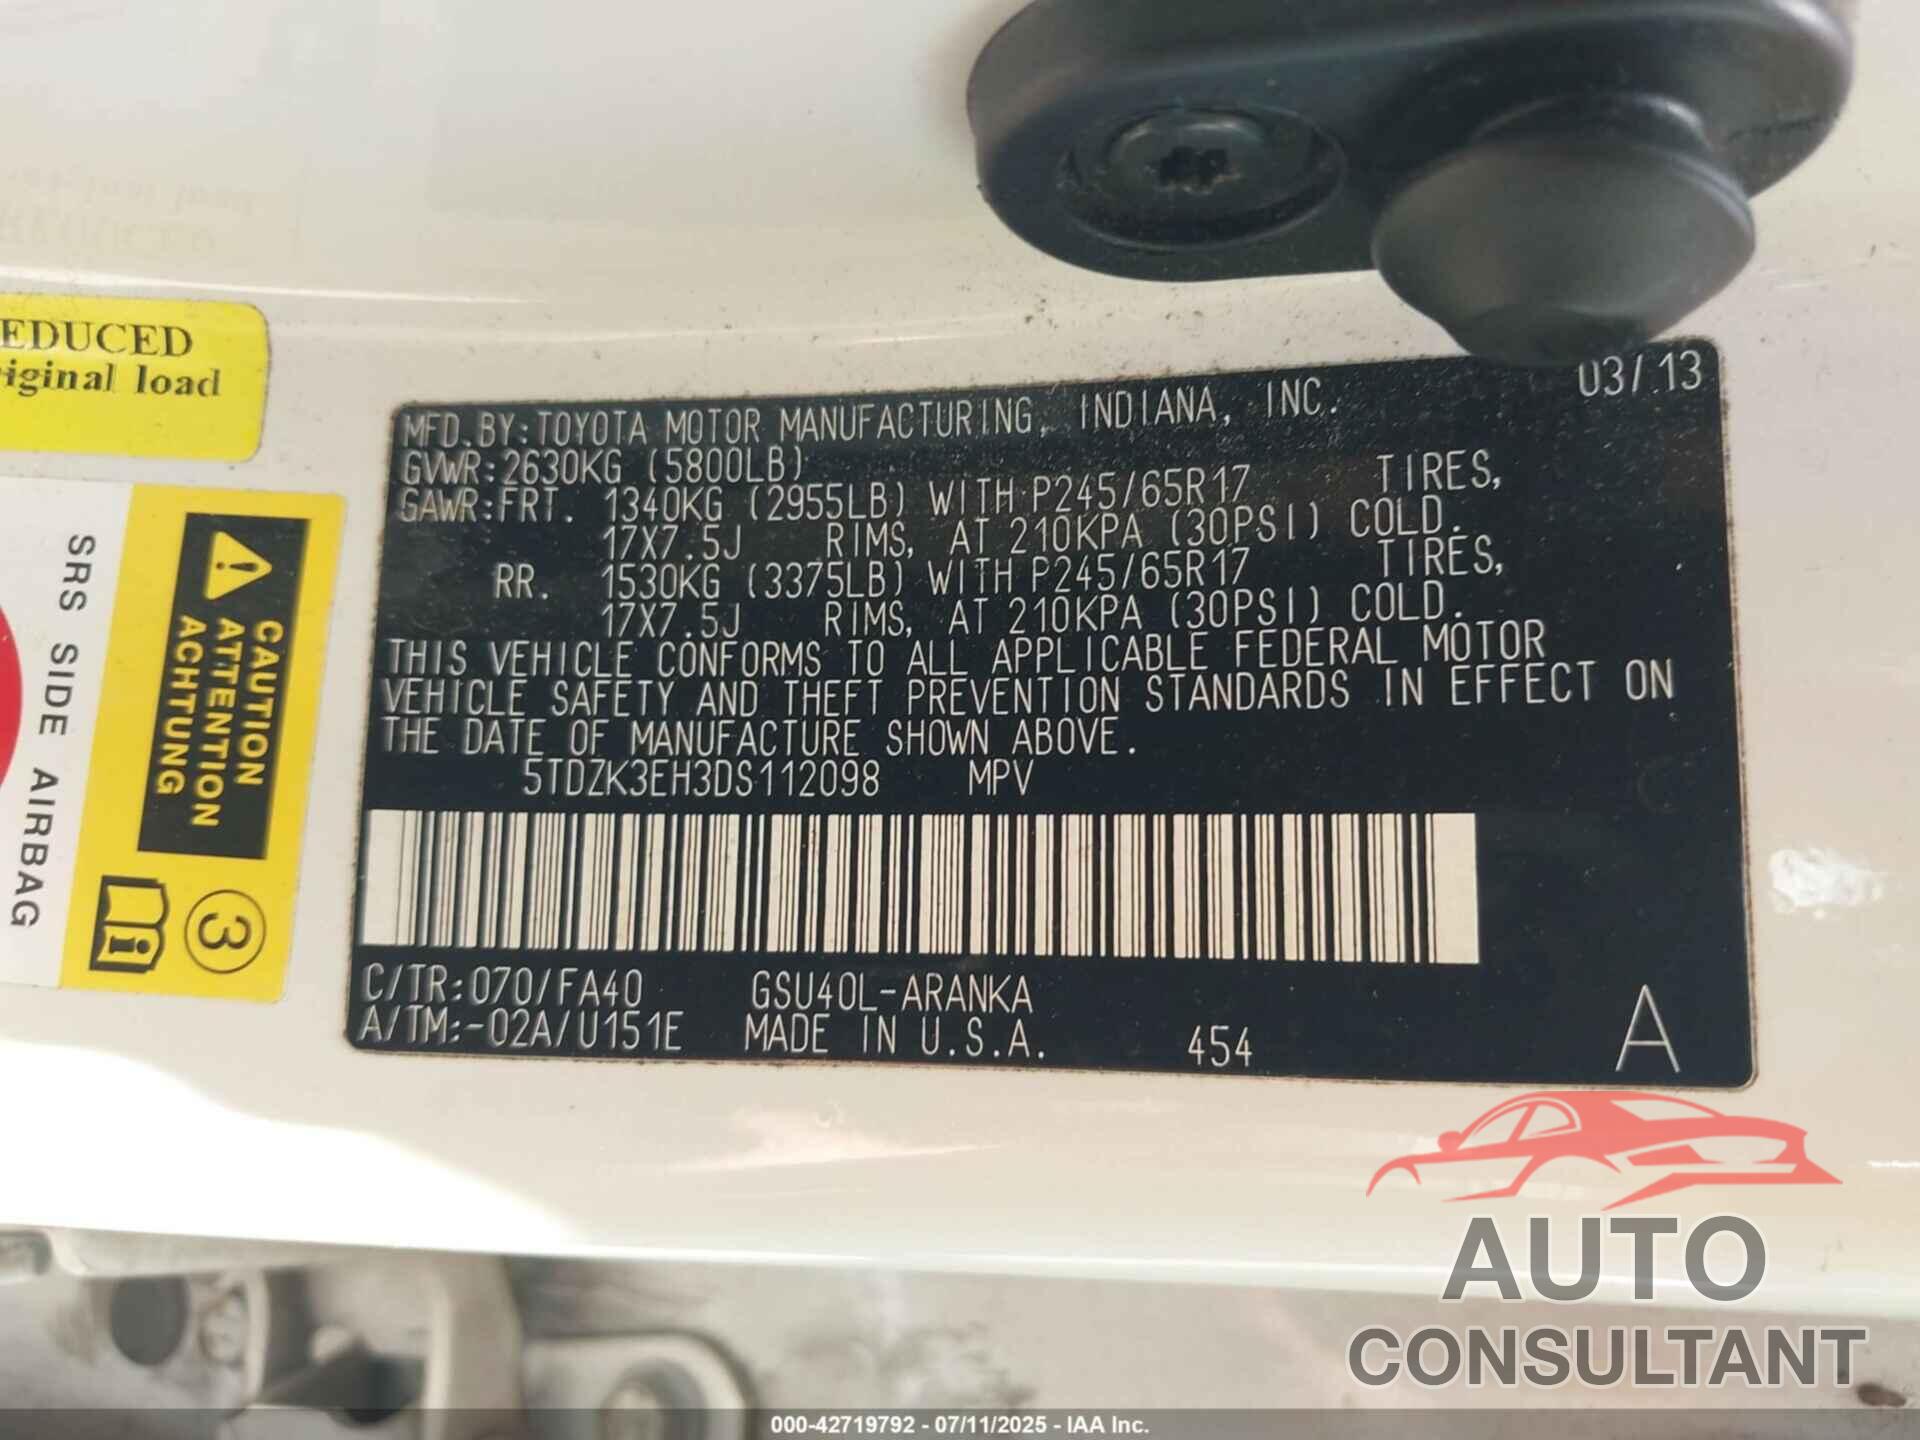 EDUCED
iginal load
SRS SIDE AIRBAG
CAUTION
ATTENTION
ACHTUNG
3
03/13
MFD.BY:TOYOTA MOTOR MANUFACTURING, INDIANA, INC.
GVWR:2630KG (5800LB)
GAWR:FRT. 1340KG (2955LB) WITH P245/65R17 TIRES,
17X7.5J RIMS, AT 210KPA (30PSI) COLD.
RR. 1530KG (3375LB) WITH P245/65R17 TIRES,
17X7.5J RIMS, AT 210KPA (30PSI) COLD.
THIS VEHICLE CONFORMS TO ALL APPLICABLE FEDERAL MOTOR
VEHICLE SAFETY AND THEFT PREVENTION STANDARDS IN EFFECT ON
THE DATE OF MANUFACTURE SHOWN ABOVE.
5TDZK3EH3DS112098 MPV
C/TR:070/FA40 GSU40L-ARANKA
A/TM:-02A/U151E MADE IN U.S.A. 454 A
AUTO
CONSULTANT
000-42719792 - 07/11/2025 - IAA Inc.